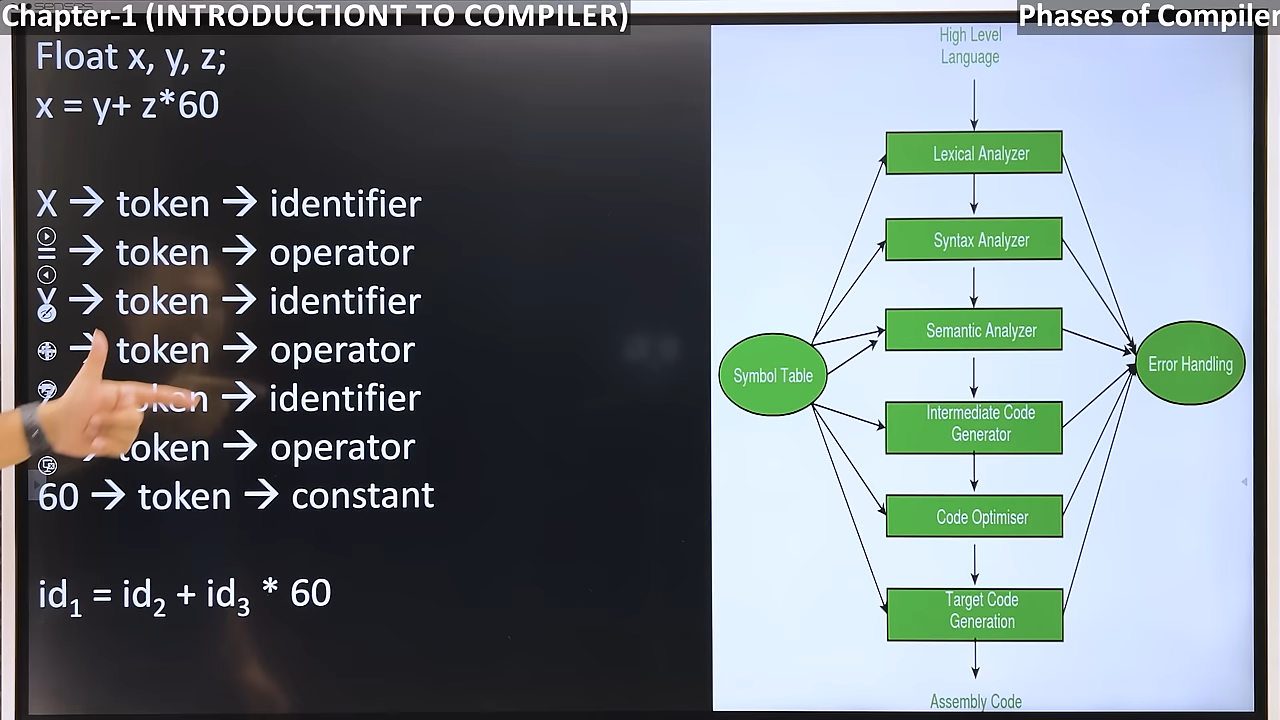 Chapter-1 (INTRODUCTIONT TO COMPILER)
Phases of Compiler
Float x, y, z;
x = y+ z*60
X → token → identifier
= → token → operator
Y → token → identifier
→ token → operator
token → identifier
token → operator
60 → token → constant
id₁ = id₂ + id₃ * 60
High Level
Language
Lexical Analyzer
Syntax Analyzer
Semantic Analyzer
Symbol Table
Error Handling
Intermediate Code
Generator
Code Optimiser
Target Code
Generation
Assembly Code